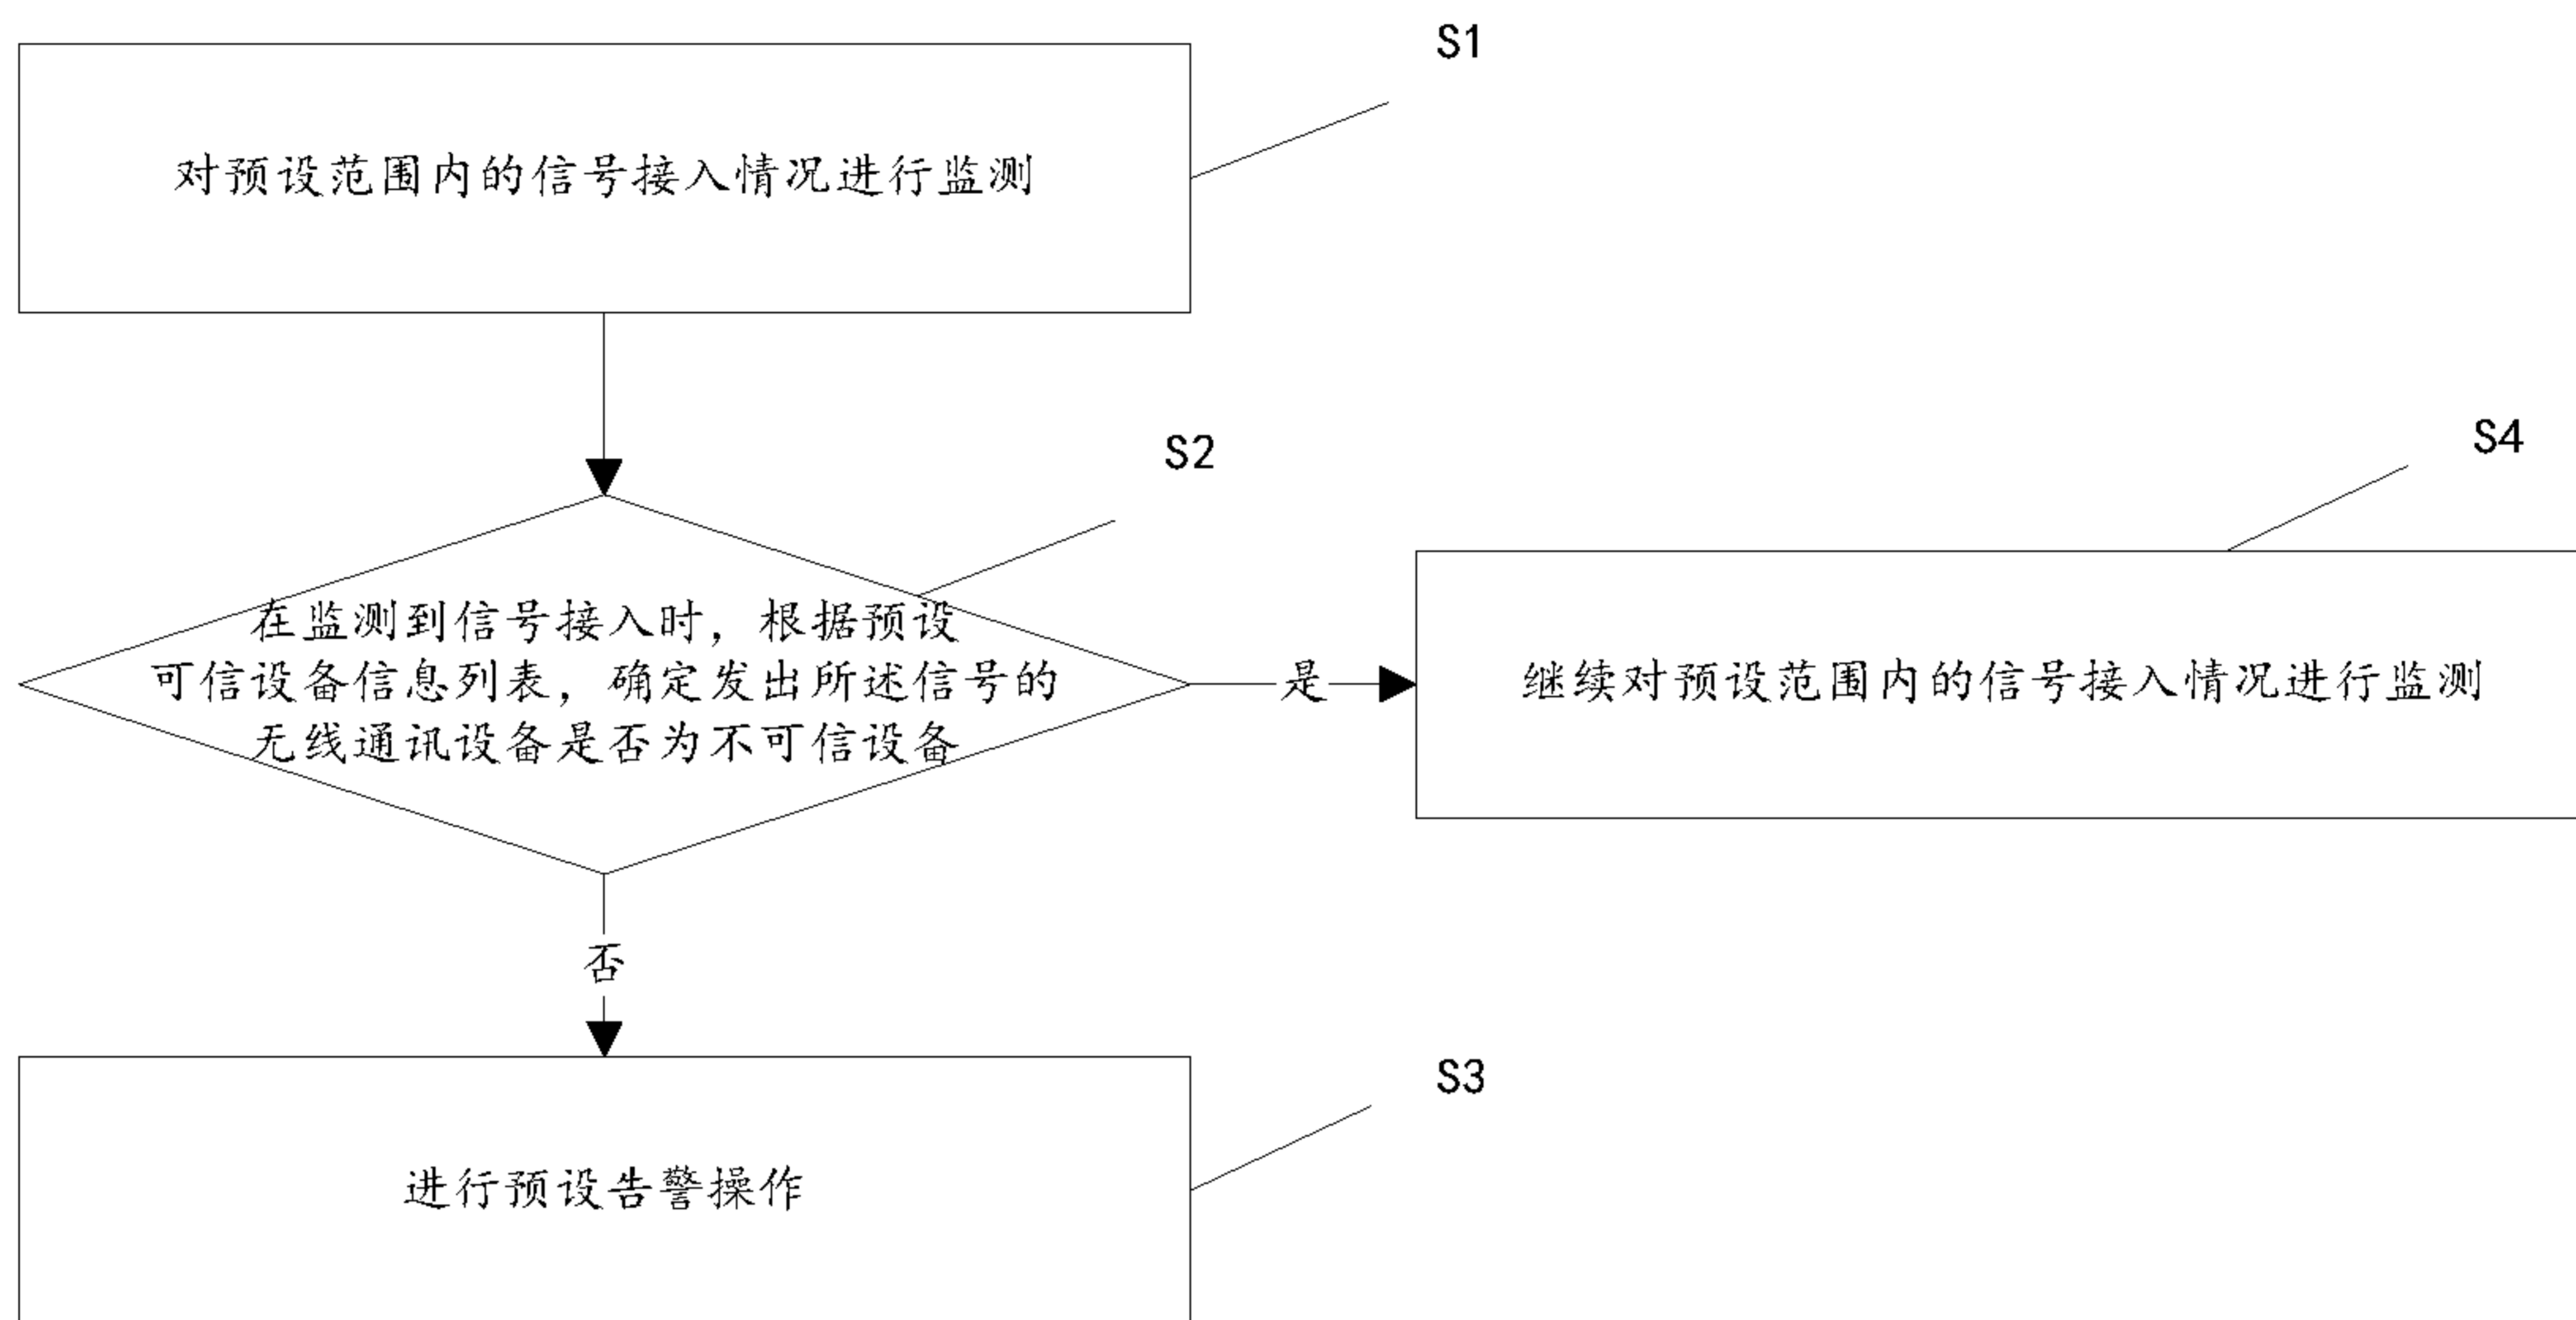 S1
对预设范围内的信号接入情况进行监测
S2
在监测到信号接入时，根据预设
可信设备信息列表，确定发出所述信号的
无线通讯设备是否为不可信设备
是
S4
继续对预设范围内的信号接入情况进行监测
否
S3
进行预设告警操作